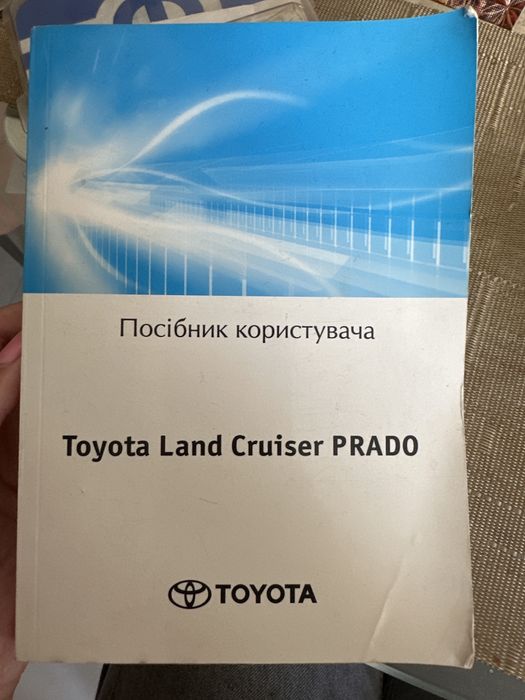 Посібник користувача
Toyota Land Cruiser PRADO
TOYOTA